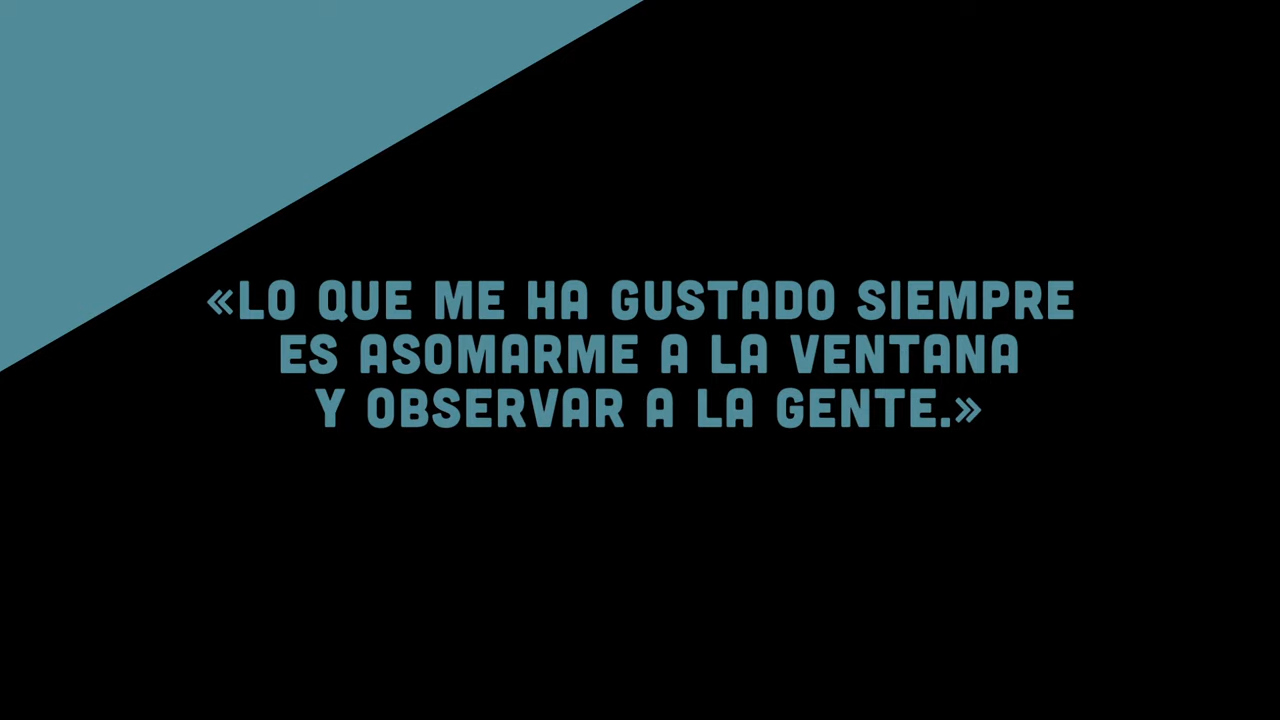 «LO QUE ME HA GUSTADO SIEMPRE
ES ASOMARME A LA VENTANA
Y OBSERVAR A LA GENTE.»